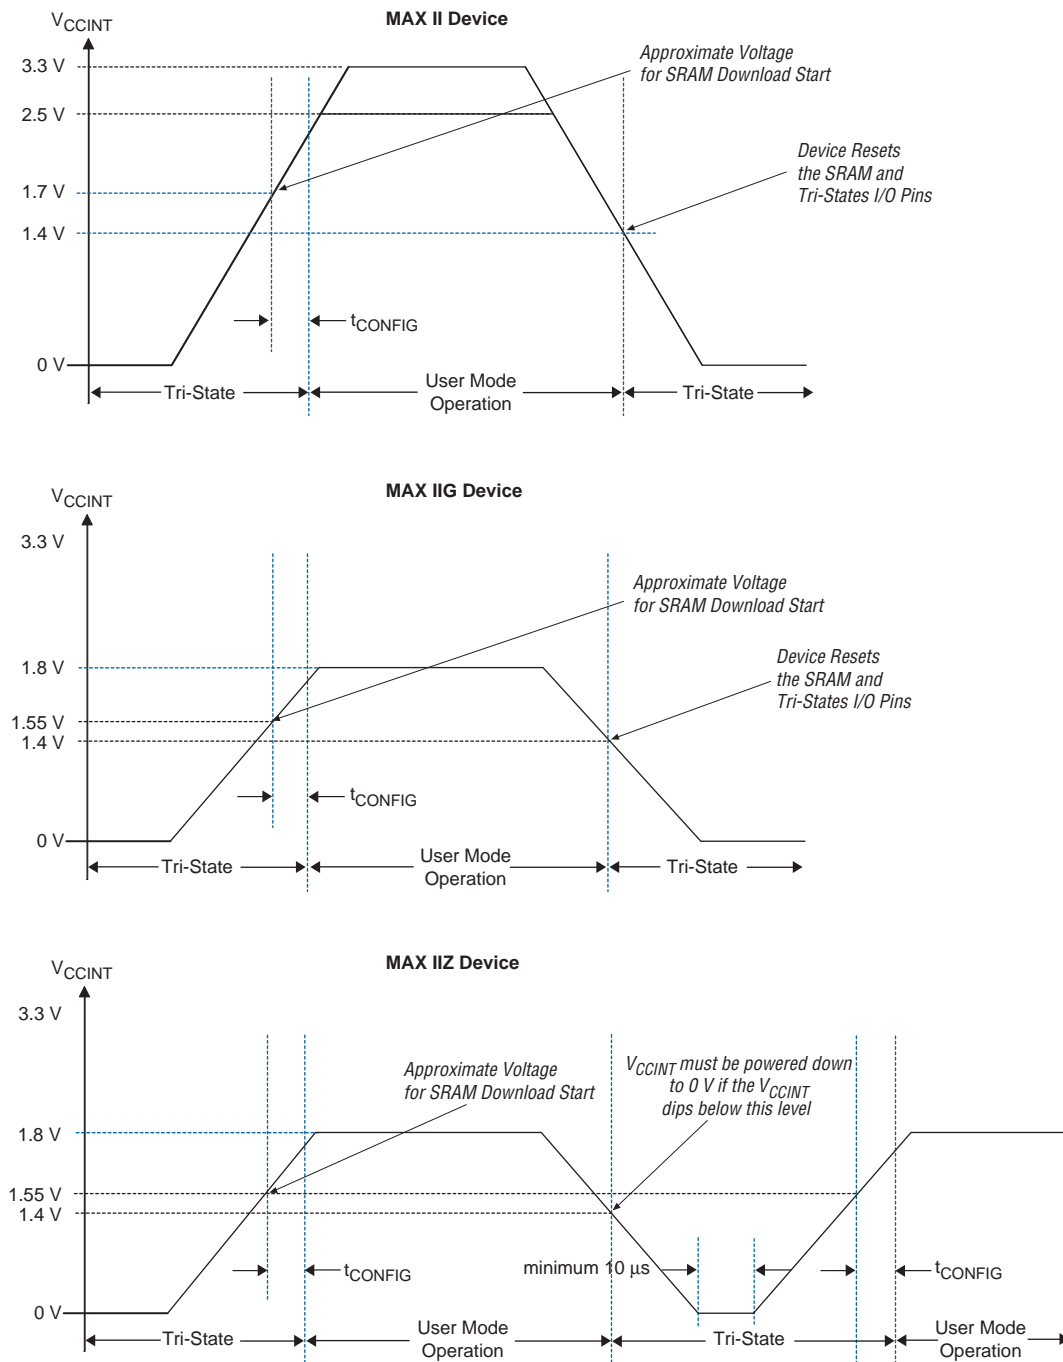 MAX II Device
VCCINT
Approximate Voltage
for SRAM Download Start
3.3 V
2.5 V
Device Resets
the SRAM and
Tri-States I/O Pins
1.7 V
1.4 V
tCONFIG
0 V
Tri-State
User Mode
Operation
Tri-State
MAX IIG Device
VCCINT
3.3 V
Approximate Voltage
for SRAM Download Start
Device Resets
the SRAM and
Tri-States I/O Pins
1.8 V
1.55 V
1.4 V
tCONFIG
0 V
Tri-State
User Mode
Operation
Tri-State
MAX IIZ Device
VCCINT
3.3 V
Approximate Voltage
for SRAM Download Start
VCCINT must be powered down
to 0 V if the VCCINT
dips below this level
1.8 V
1.55 V
1.4 V
tCONFIG
minimum 10 µs
tCONFIG
0 V
Tri-State
User Mode
Operation
Tri-State
User Mode
Operation